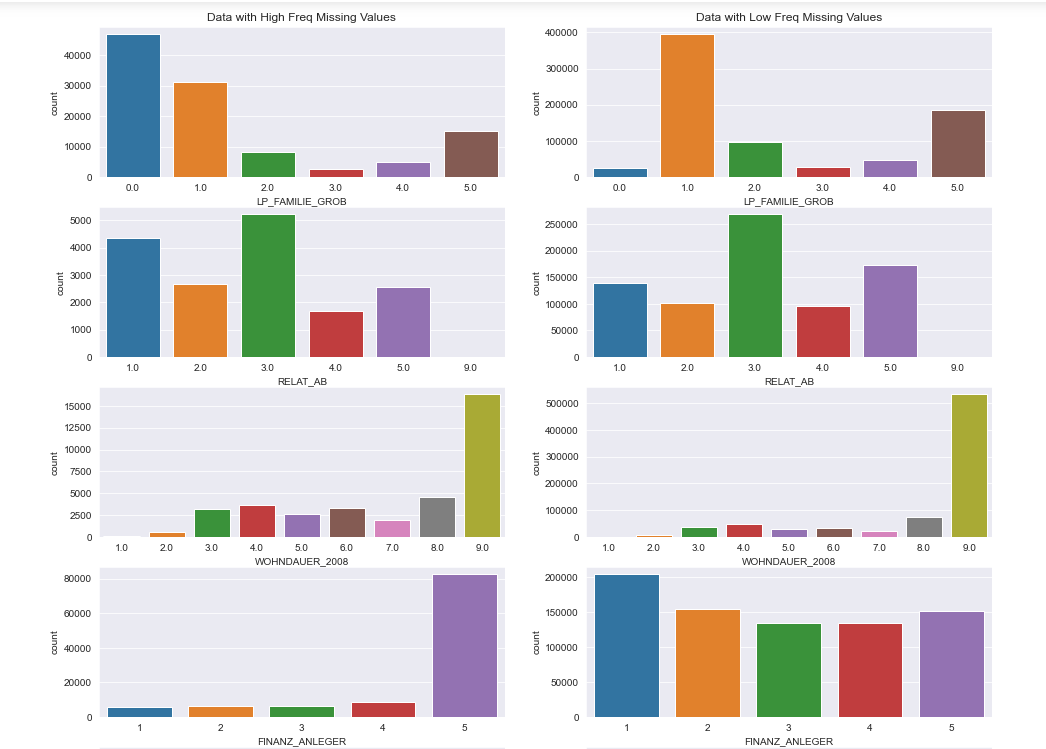 Data with High Freq Missing Values
Data with Low Freq Missing Values
40000
30000
20000
10000
0
count
0.0 1.0 2.0 3.0 4.0 5.0
LP_FAMILIE_GROB
400000
300000
200000
100000
0
count
0.0 1.0 2.0 3.0 4.0 5.0
LP_FAMILIE_GROB
5000
4000
3000
2000
1000
0
count
1.0 2.0 3.0 4.0 5.0 9.0
RELAT_AB
250000
200000
150000
100000
50000
0
count
1.0 2.0 3.0 4.0 5.0 9.0
RELAT_AB
15000
12500
10000
7500
5000
2500
0
count
1.0 2.0 3.0 4.0 5.0 6.0 7.0 8.0 9.0
WOHNDAUER_2008
500000
400000
300000
200000
100000
0
count
1.0 2.0 3.0 4.0 5.0 6.0 7.0 8.0 9.0
WOHNDAUER_2008
80000
60000
40000
20000
0
count
1 2 3 4 5
FINANZ_ANLEGER
200000
150000
100000
50000
0
count
1 2 3 4 5
FINANZ_ANLEGER